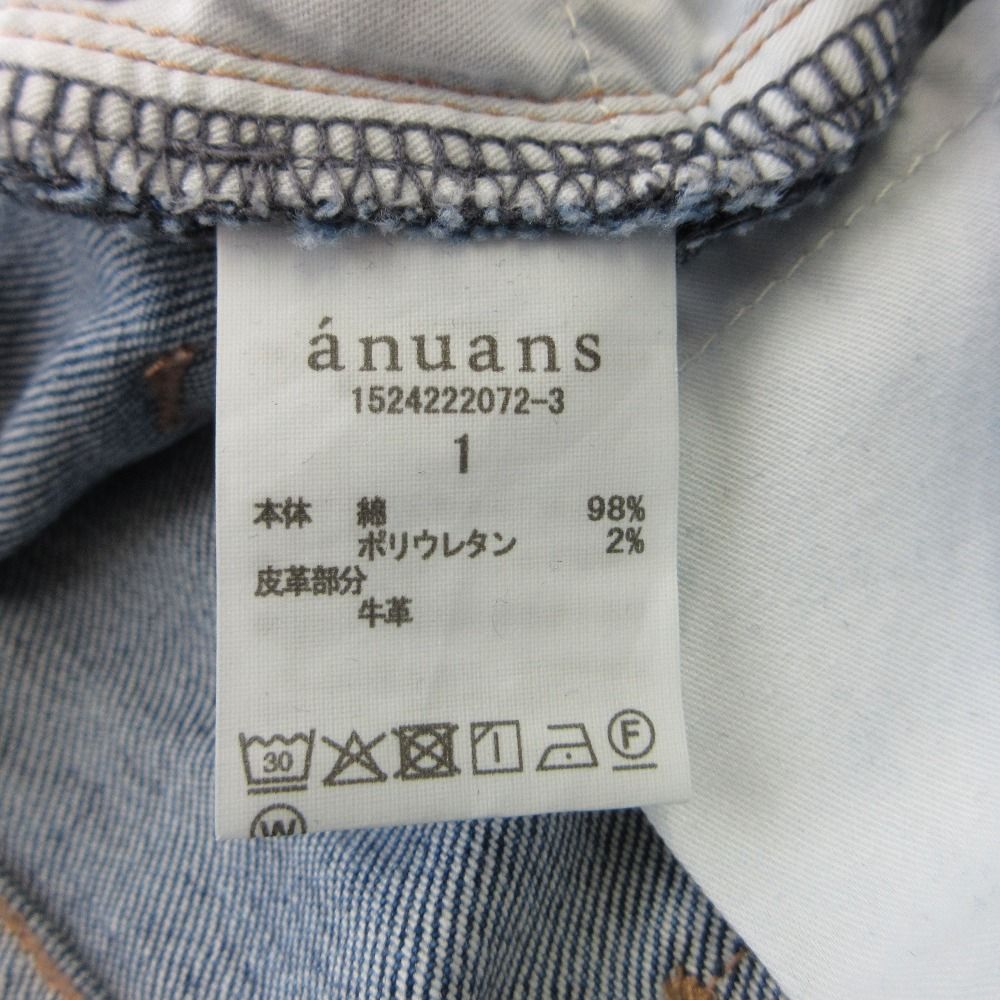 ánuans
1524222072-3
1
本体 綿 98%
ポリウレタン 2%
皮革部分
牛革
30 F
W